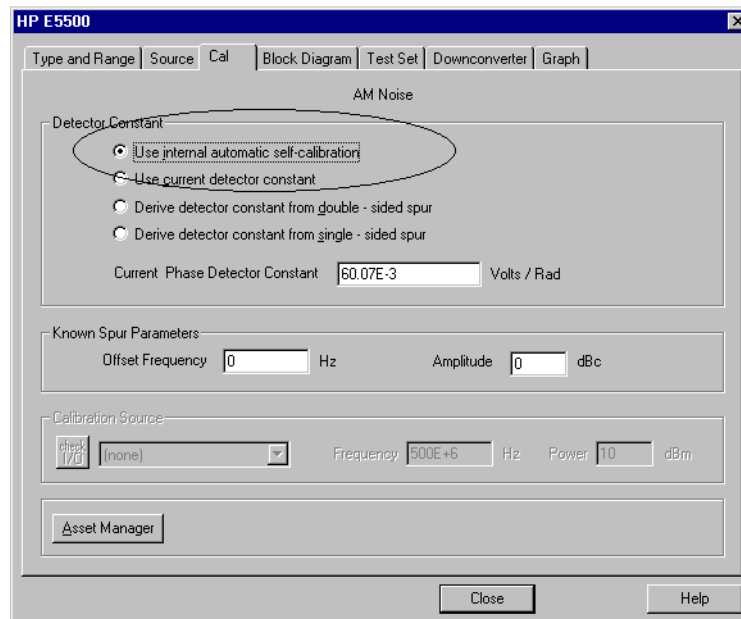 HP E5500
Type and Range Source Cal Block Diagram Test Set Downconverter Graph
AM Noise
Detector Constant
Use internal automatic self-calibration
Use current detector constant
Derive detector constant from double - sided spur
Derive detector constant from single - sided spur
Current Phase Detector Constant 60.07E-3 Volts / Rad
Known Spur Parameters
Offset Frequency 0 Hz Amplitude 0 dBc
Calibration Source
check I/O (none) Frequency 500E+6 Hz Power 10 dBm
Asset Manager
Close Help